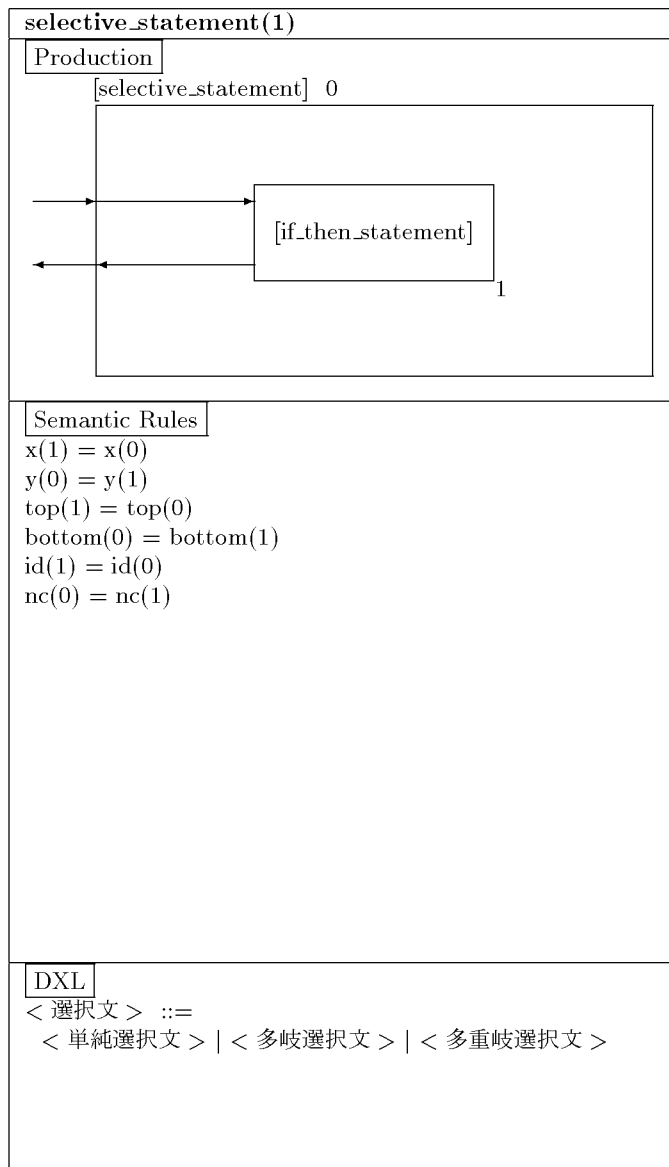 selective_statement(1)
Production
[selective_statement] 0
[if_then_statement]
1
Semantic Rules
x(1) = x(0)
y(0) = y(1)
top(1) = top(0)
bottom(0) = bottom(1)
id(1) = id(0)
nc(0) = nc(1)
DXL
< 選択文 > ::=
< 単純選択文 > | < 多岐選択文 > | < 多重岐選択文 >